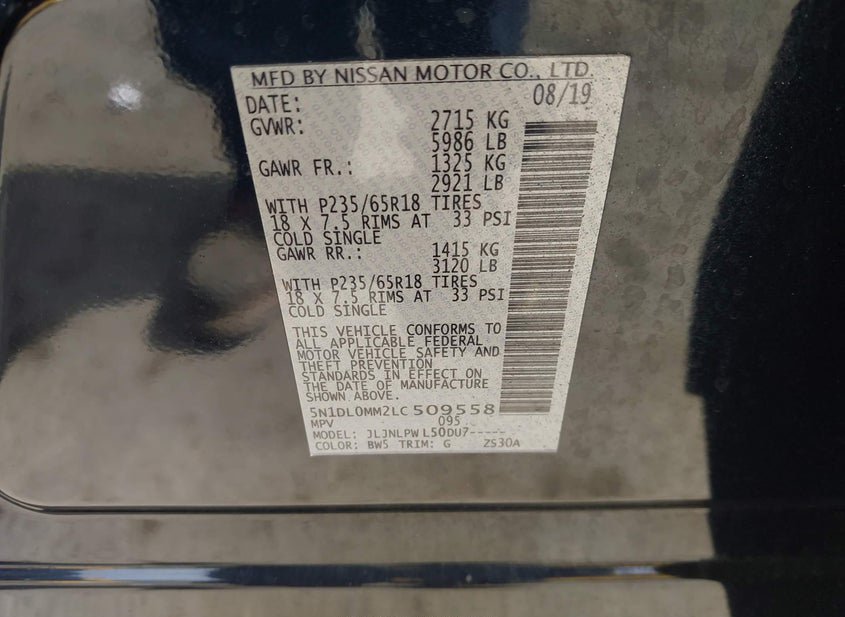 MFD BY NISSAN MOTOR CO., LTD.
DATE: 08/19
GVWR: 2715 KG
5986 LB
GAWR FR.: 1325 KG
2921 LB
WITH P235/65R18 TIRES
18 X 7.5 RIMS AT 33 PSI
COLD SINGLE
GAWR RR.: 1415 KG
3120 LB
WITH P235/65R18 TIRES
18 X 7.5 RIMS AT 33 PSI
COLD SINGLE
THIS VEHICLE CONFORMS TO
ALL APPLICABLE FEDERAL
MOTOR VEHICLE SAFETY AND
THEFT PREVENTION
STANDARDS IN EFFECT ON
THE DATE OF MANUFACTURE
SHOWN ABOVE.
5N1DL0MM2LC509558
MPV 095
MODEL: JLJNLPWL50DU7-----
COLOR: BW5 TRIM: G ZS30A